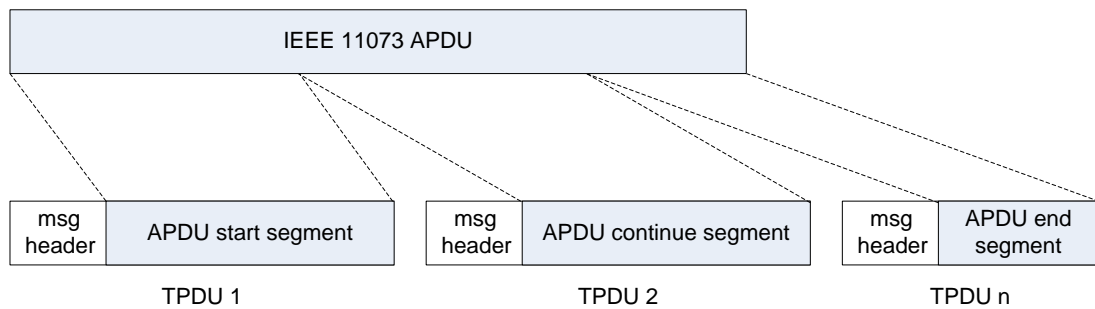 IEEE 11073 APDU
msg
header
APDU start segment
msg
header
APDU continue segment
msg
header
APDU end
segment
TPDU 1
TPDU 2
TPDU n